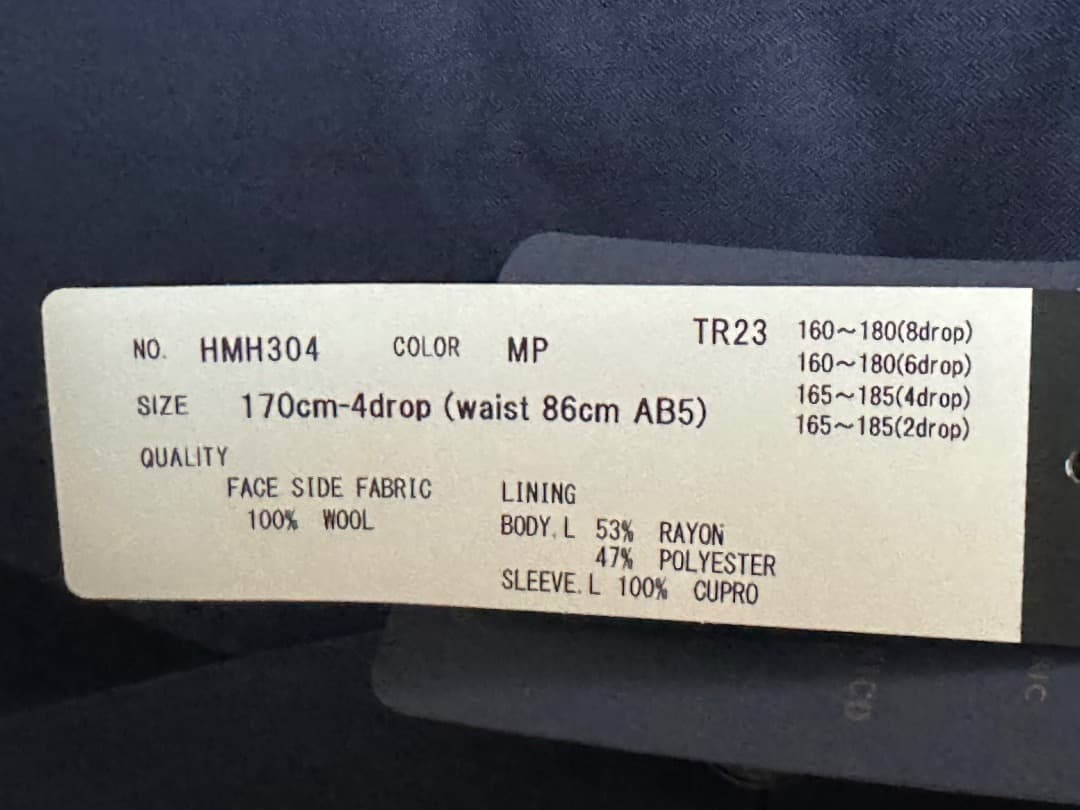 NO. HMH304 COLOR MP TR23 160～180(8drop)
160～180(6drop)
SIZE 170cm-4drop (waist 86cm AB5) 165～185(4drop)
165～185(2drop)
QUALITY
FACE SIDE FABRIC LINING
100% WOOL BODY.L 53% RAYON
47% POLYESTER
SLEEVE.L 100% CUPRO